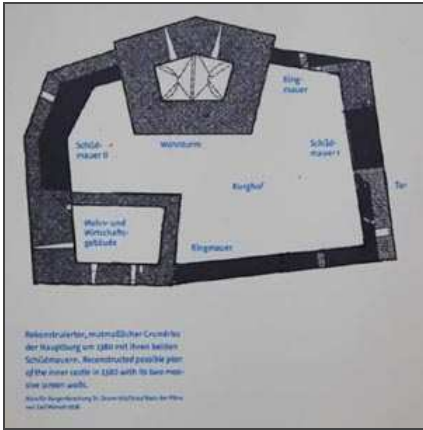 Ring-
mauer
Schild-
mauer II
Wohnturm
Schild-
mauer I
Burghof
Tor
Wohn- und
Wirtschafts-
gebäude
Ringmauer
Rekonstruierter, mutmaßlicher Grundriss
der Hauptburg um 1380 mit ihren beiden
Schildmauern. Reconstructed possible plan
of the inner castle in 1380 with its two mas-
sive screen walls.